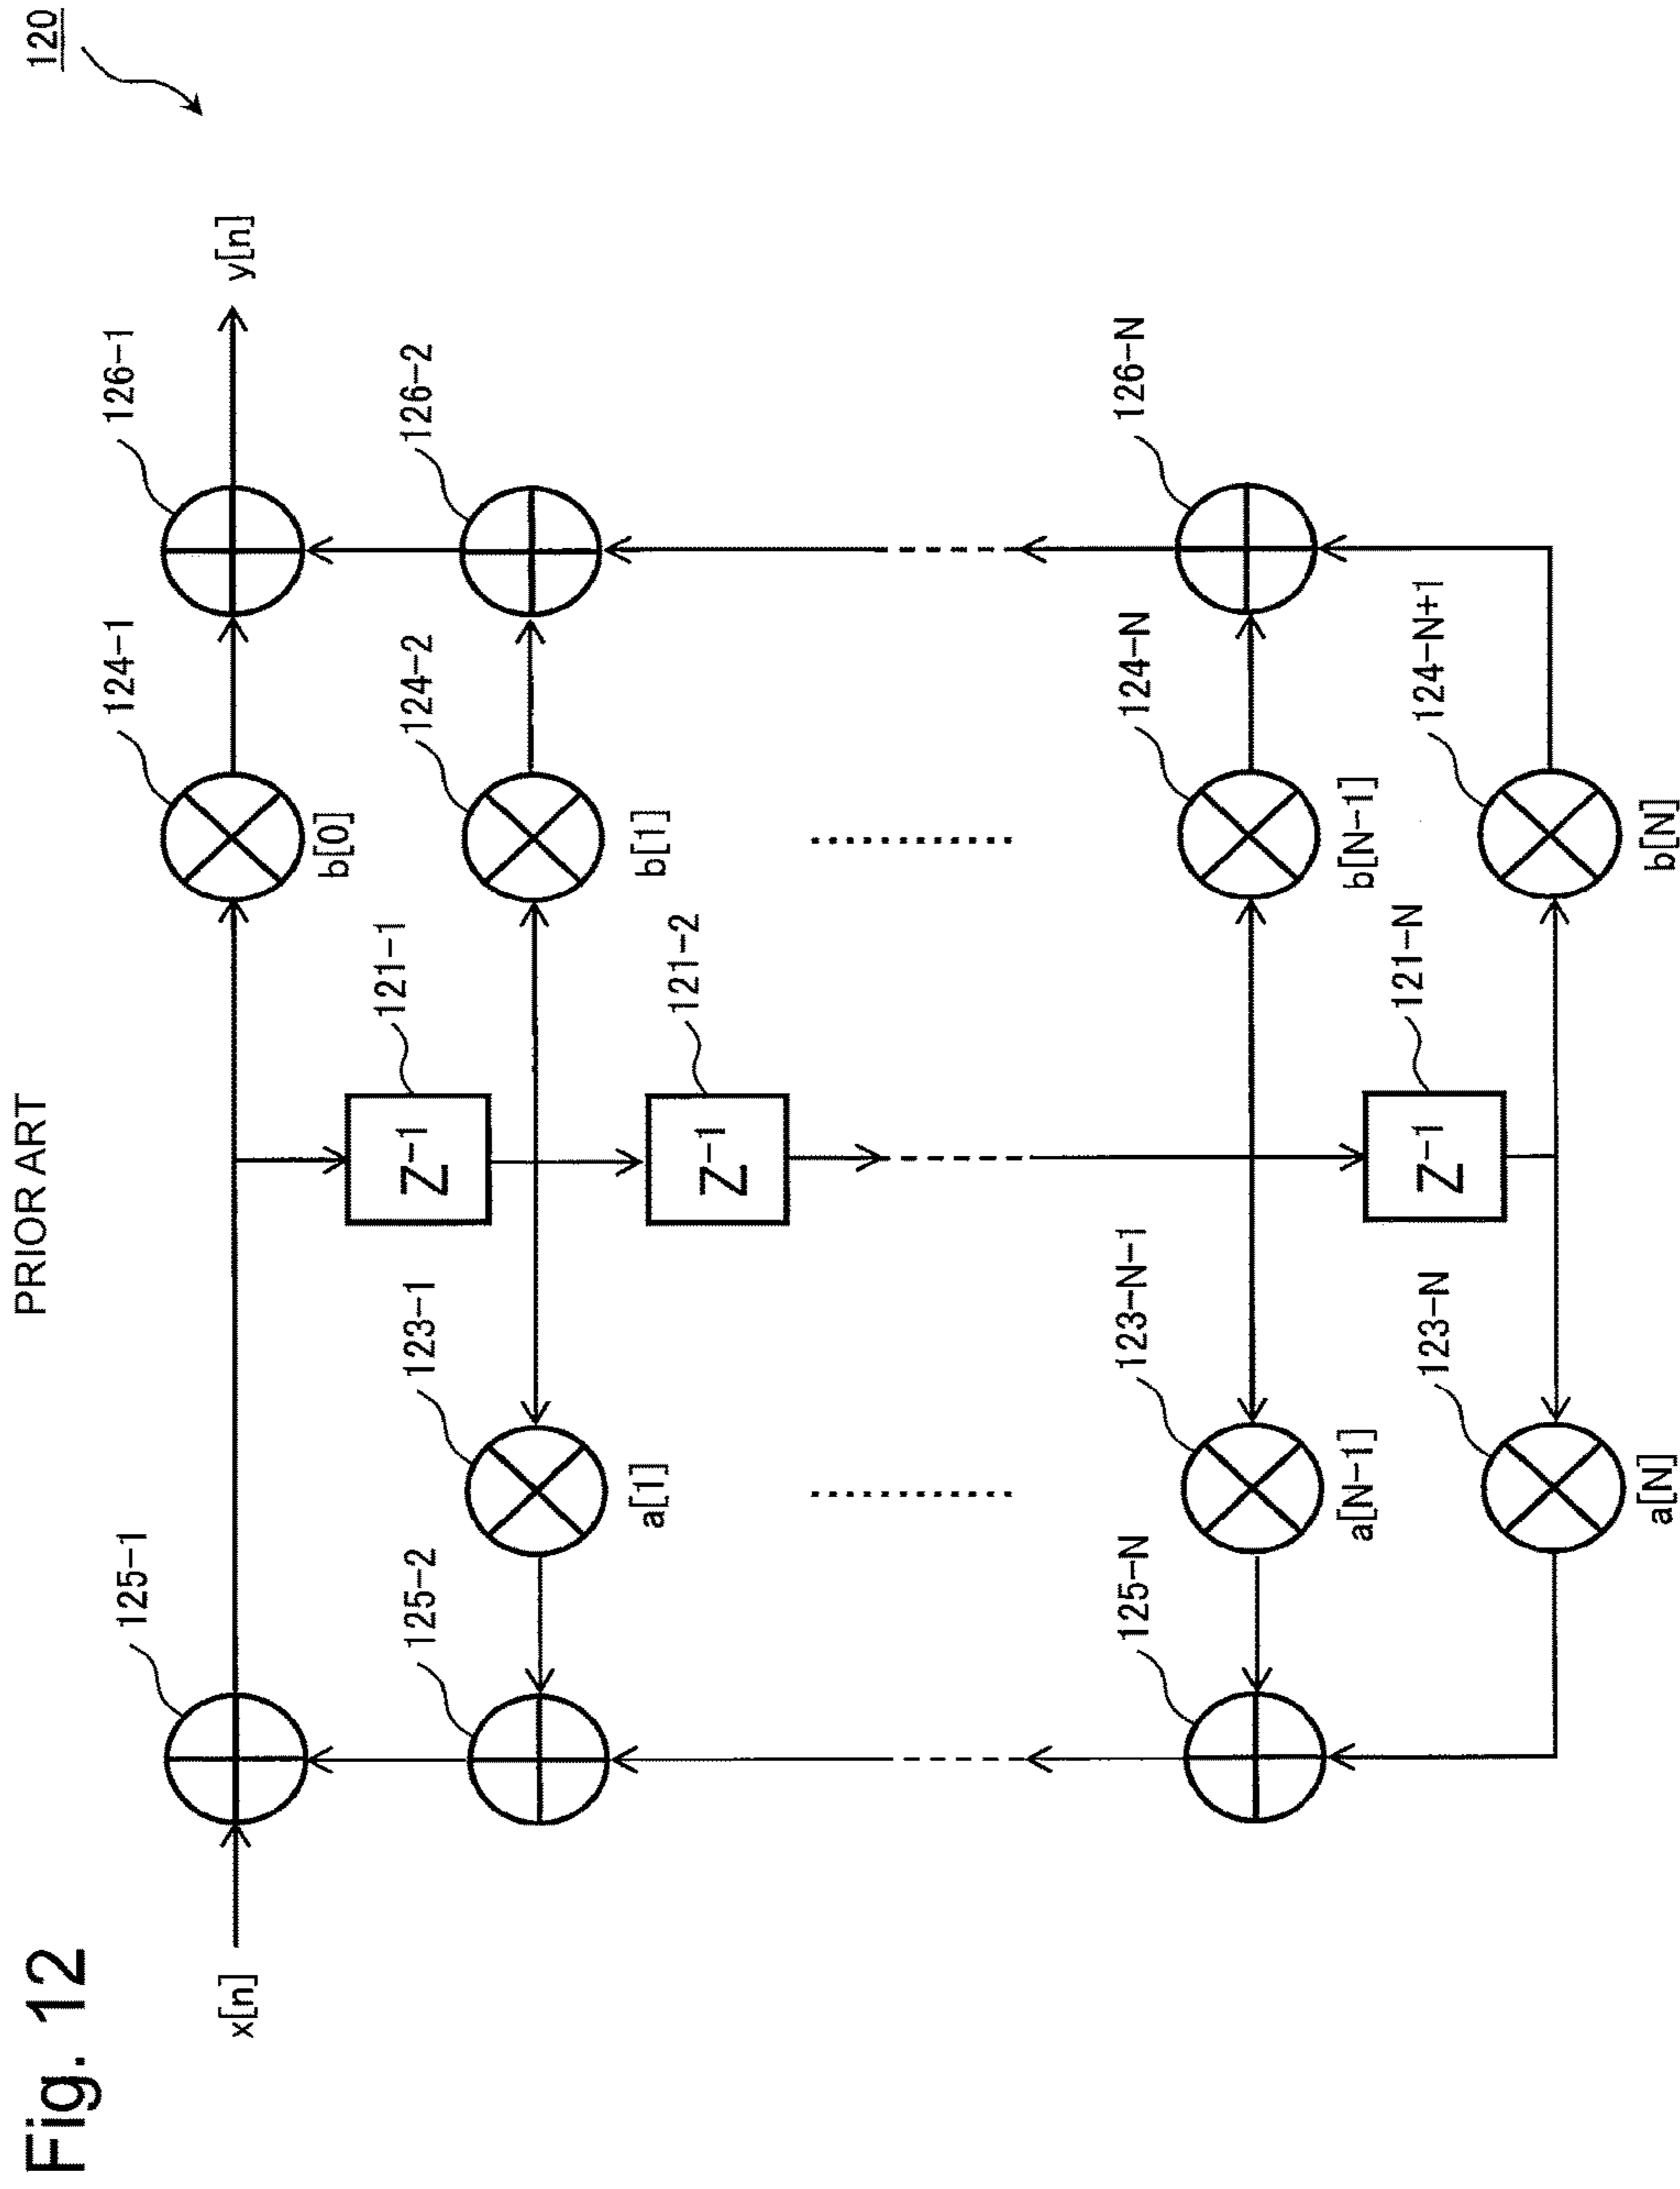 Fig. 12
PRIOR ART
120
x[n]
125-1
124-1
126-1
y[n]
b[0]
121-1
Z⁻¹
125-2
123-1
124-2
126-2
a[1]
b[1]
121-2
Z⁻¹
125-N
123-N-1
124-N
126-N
a[N-1]
b[N-1]
121-N
Z⁻¹
123-N
124-N+1
a[N]
b[N]